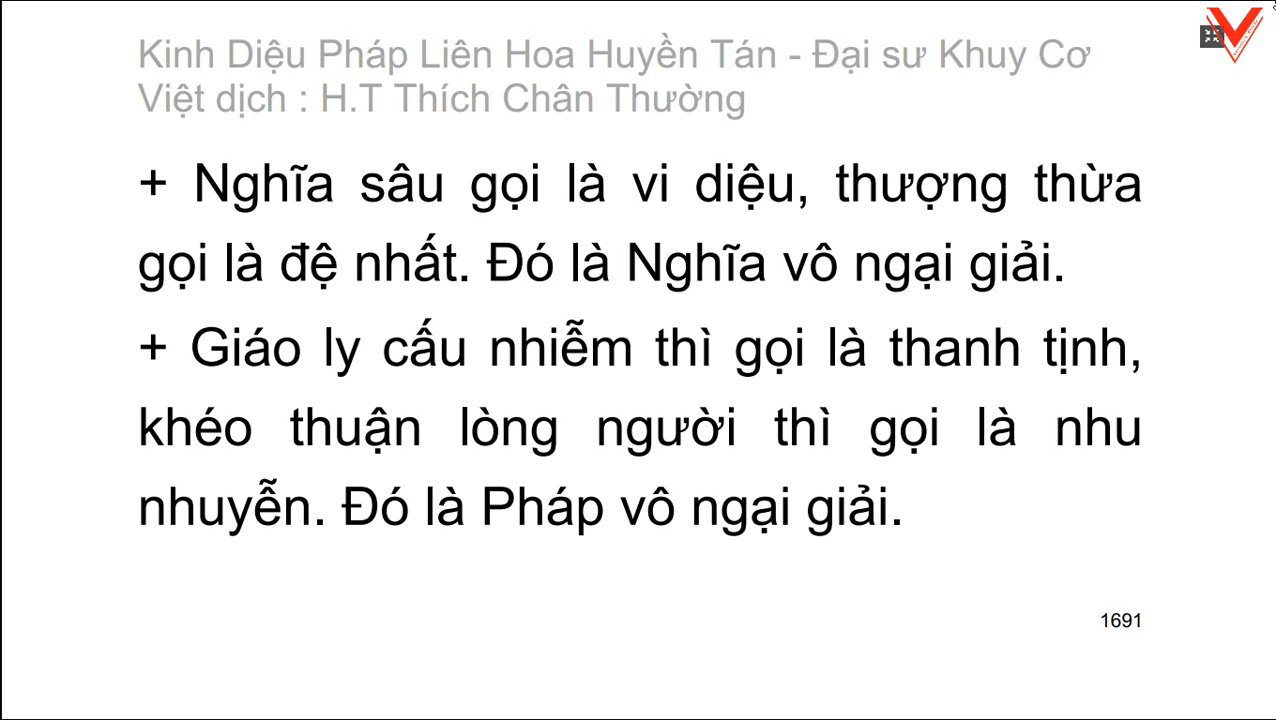 Kinh Diệu Pháp Liên Hoa Huyền Tán - Đại sư Khuy Cơ
Việt dịch : H.T Thích Chân Thường
+ Nghĩa sâu gọi là vi diệu, thượng thừa
gọi là đệ nhất. Đó là Nghĩa vô ngại giải.
+ Giáo ly cấu nhiễm thì gọi là thanh tịnh,
khéo thuận lòng người thì gọi là nhu
nhuyễn. Đó là Pháp vô ngại giải.
1691